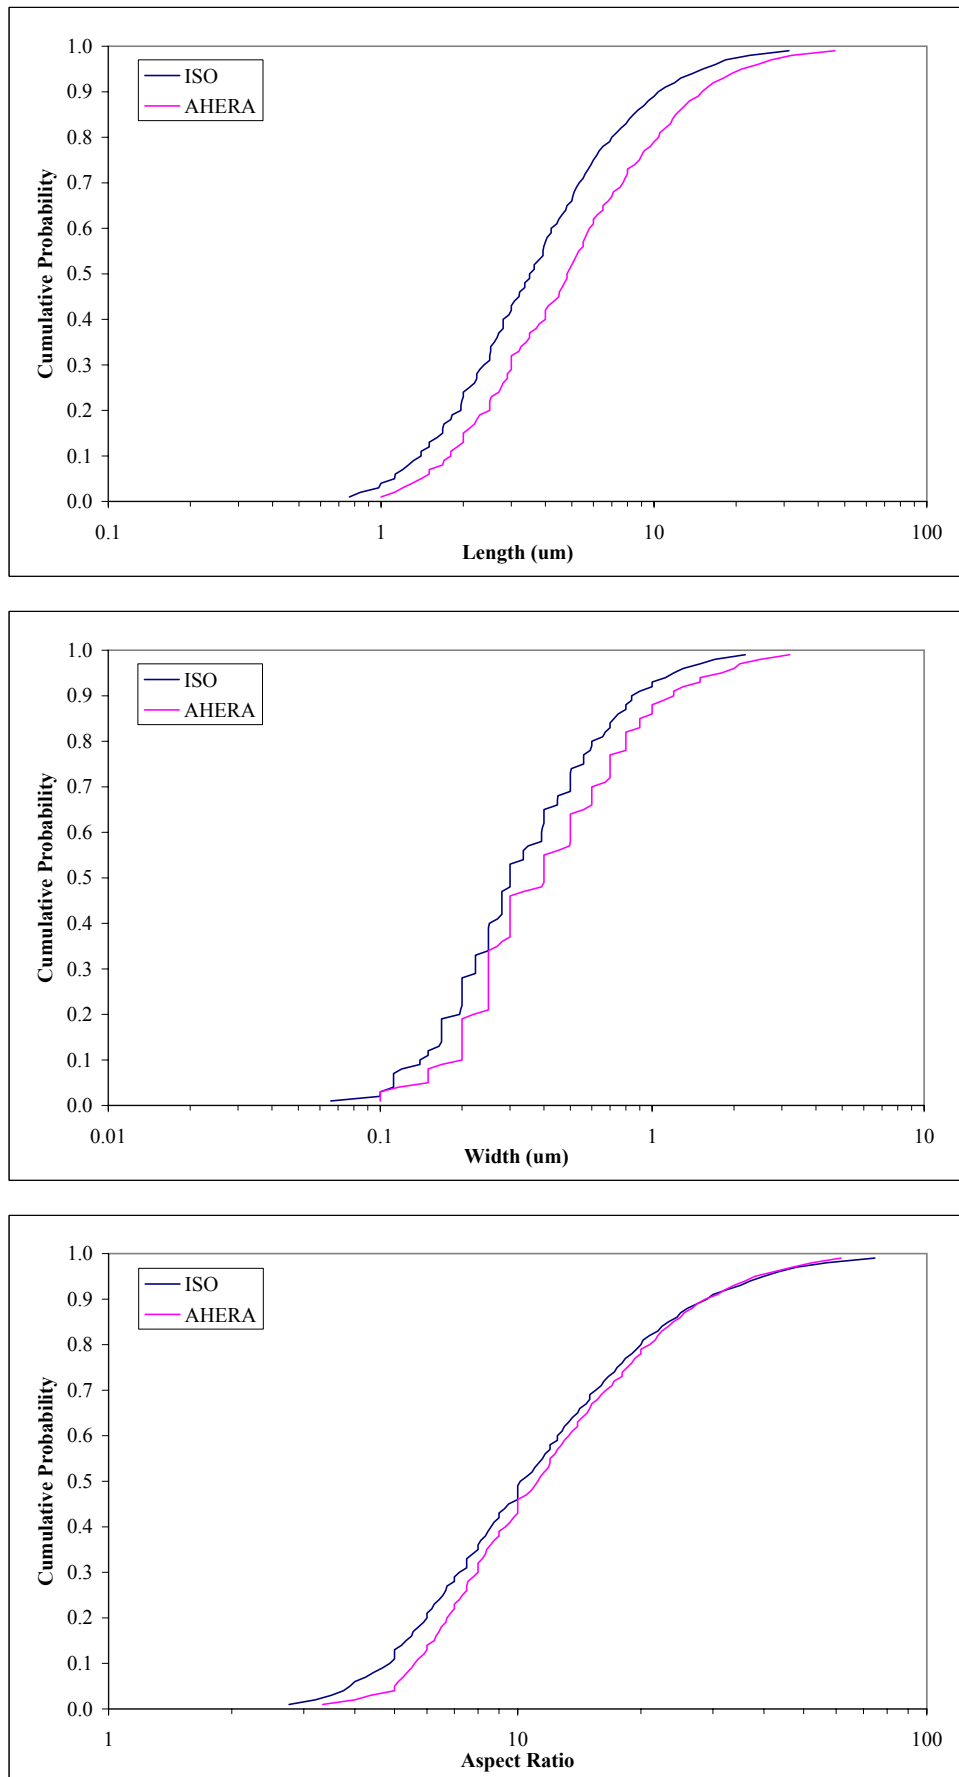 1.0
0.9
0.8
0.7
0.6
0.5
0.4
0.3
0.2
0.1
0.0
Cumulative Probability
ISO
AHERA
0.1 1 10 100
Length (um)
1.0
0.9
0.8
0.7
0.6
0.5
0.4
0.3
0.2
0.1
0.0
Cumulative Probability
ISO
AHERA
0.01 0.1 1 10
Width (um)
1.0
0.9
0.8
0.7
0.6
0.5
0.4
0.3
0.2
0.1
0.0
Cumulative Probability
ISO
AHERA
1 10 100
Aspect Ratio